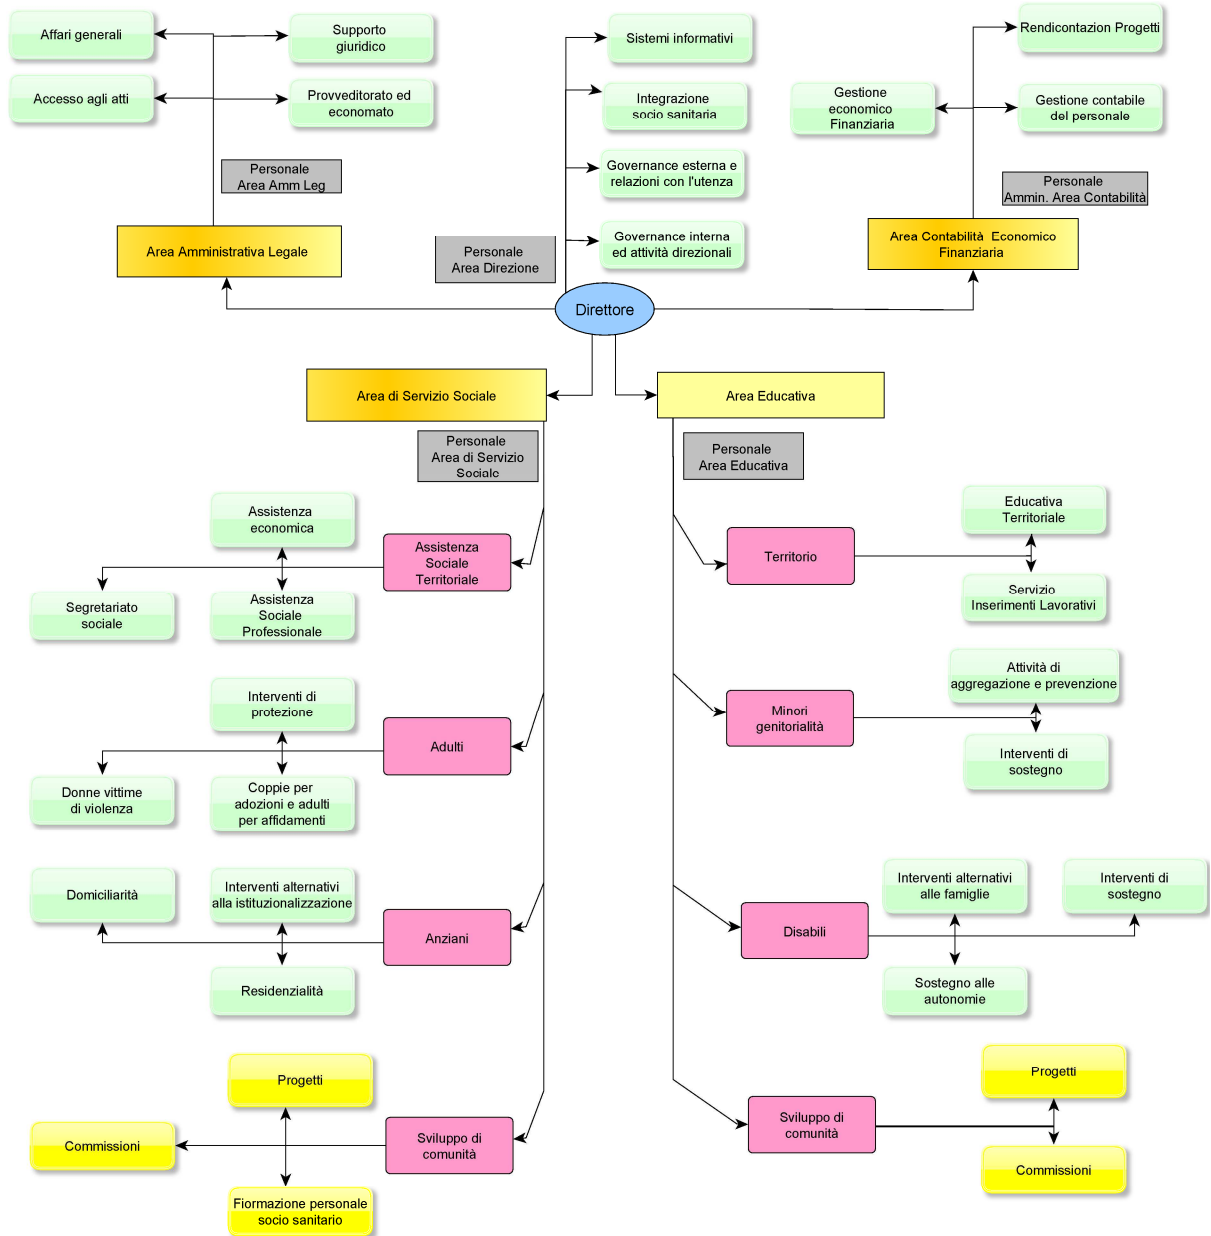 Affari generali
Supporto
giuridico
Accesso agli atti
Provveditorato ed
economato
Personale
Area Amm Leg
Area Amministrativa Legale
Sistemi informativi
Integrazione
socio sanitaria
Governance esterna e
relazioni con l'utenza
Governance interna
ed attività direzionali
Personale
Area Direzione
Rendicontazion Progetti
Gestione
economico
Finanziaria
Gestione contabile
del personale
Personale
Ammin. Area Contabilità
Area Contabilità Economico
Finanziaria
Direttore
Area di Servizio Sociale
Area Educativa
Personale
Area di Servizio
Sociale
Personale
Area Educativa
Assistenza
economica
Assistenza
Sociale
Territoriale
Segretariato
sociale
Assistenza
Sociale
Professionale
Interventi di
protezione
Adulti
Donne vittime
di violenza
Coppie per
adozioni e adulti
per affidamenti
Domiciliarità
Interventi alternativi
alla istituzionalizzazione
Anziani
Residenzialità
Progetti
Commissioni
Sviluppo di
comunità
Fiormazione personale
socio sanitario
Educativa
Territoriale
Territorio
Servizio
Inserimenti Lavorativi
Attività di
aggregazione e prevenzione
Minori
genitorialità
Interventi di
sostegno
Interventi alternativi
alle famiglie
Interventi di
sostegno
Disabili
Sostegno alle
autonomie
Progetti
Sviluppo di
comunità
Commissioni